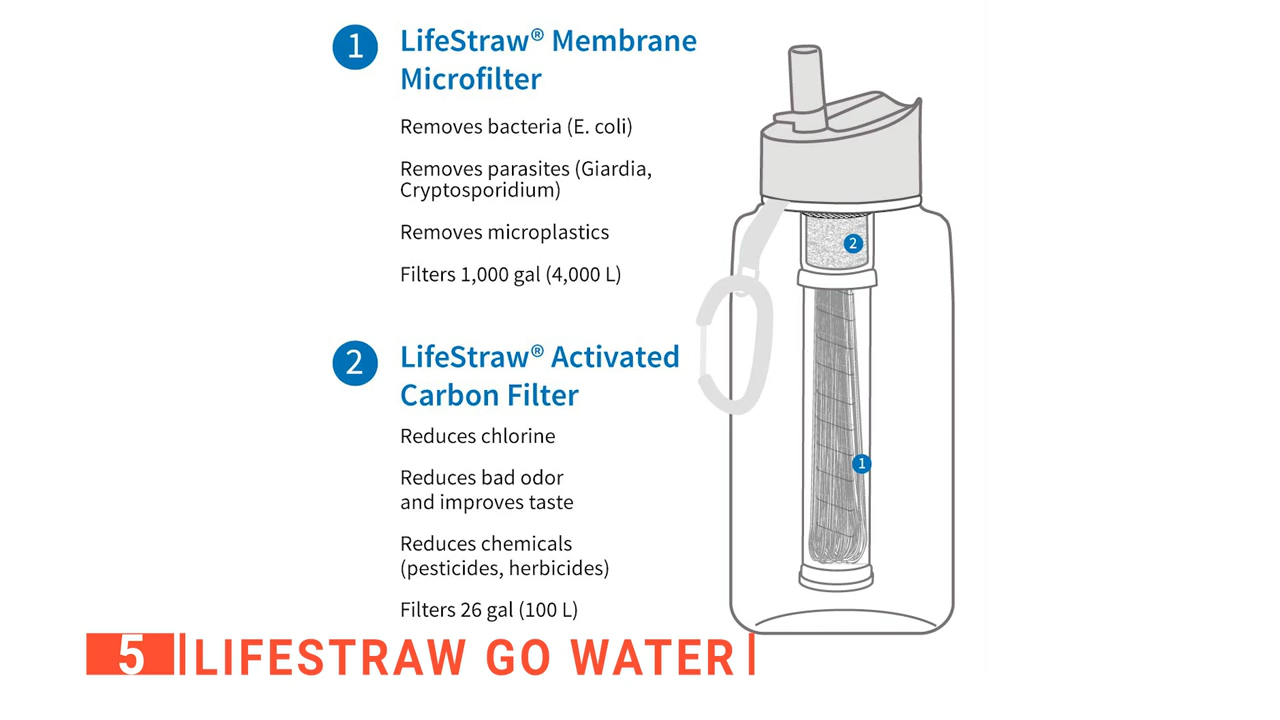 1
LifeStraw® Membrane
Microfilter
Removes bacteria (E. coli)
Removes parasites (Giardia,
Cryptosporidium)
Removes microplastics
Filters 1,000 gal (4,000 L)
2
LifeStraw® Activated
Carbon Filter
Reduces chlorine
Reduces bad odor
and improves taste
Reduces chemicals
(pesticides, herbicides)
Filters 26 gal (100 L)
2
1
5 LIFESTRAW GO WATER